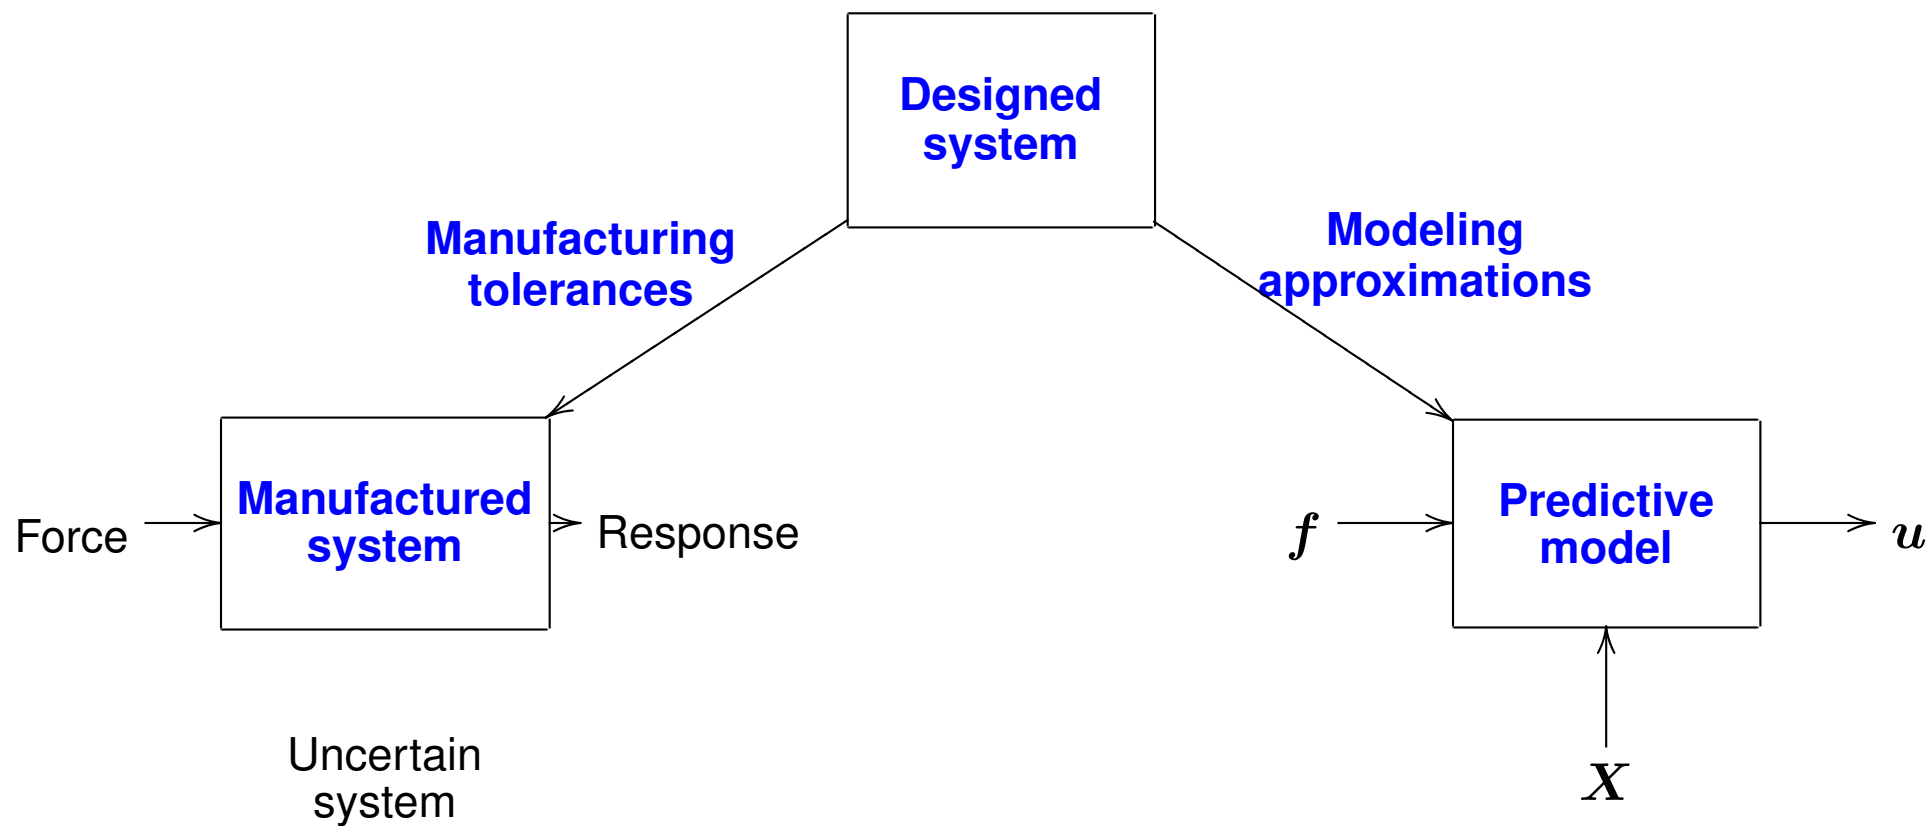 Designed
system
Manufacturing
tolerances
Modeling
approximations
Manufactured
system
Force
Response
Predictive
model
f
u
X
Uncertain
system